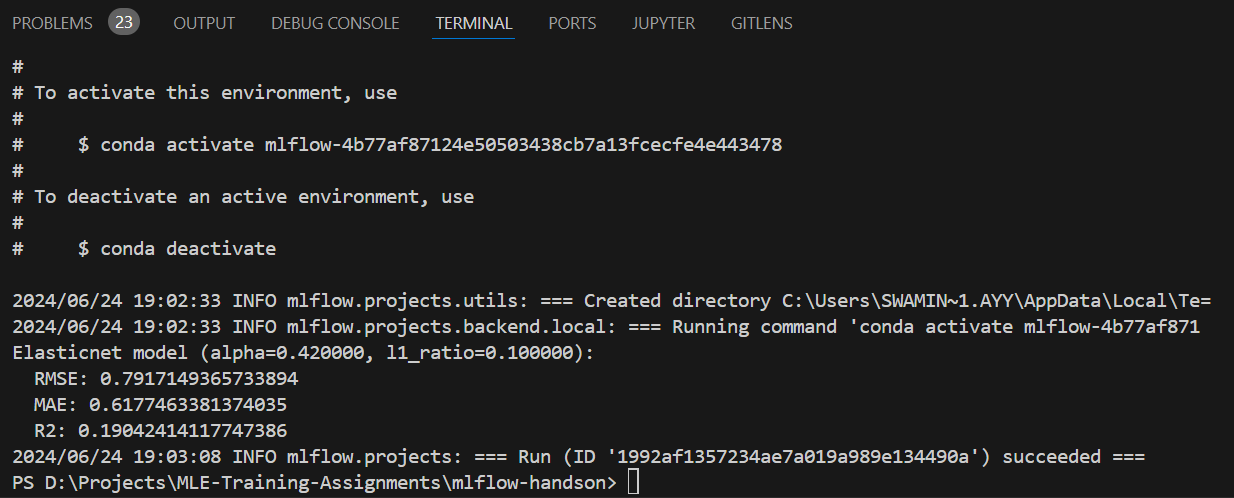 PROBLEMS 23 OUTPUT DEBUG CONSOLE TERMINAL PORTS JUPYTER GITLENS
#
# To activate this environment, use
#
#     $ conda activate mlflow-4b77af87124e50503438cb7a13fcecfe4e443478
#
# To deactivate an active environment, use
#
#     $ conda deactivate
2024/06/24 19:02:33 INFO mlflow.projects.utils: === Created directory C:\Users\SWAMIN~1.AYY\AppData\Local\Te=
2024/06/24 19:02:33 INFO mlflow.projects.backend.local: === Running command 'conda activate mlflow-4b77af871
Elasticnet model (alpha=0.420000, l1_ratio=0.100000):
  RMSE: 0.7917149365733894
  MAE: 0.6177463381374035
  R2: 0.19042414117747386
2024/06/24 19:03:08 INFO mlflow.projects: === Run (ID '1992af1357234ae7a019a989e134490a') succeeded ===
PS D:\Projects\MLE-Training-Assignments\mlflow-handson>